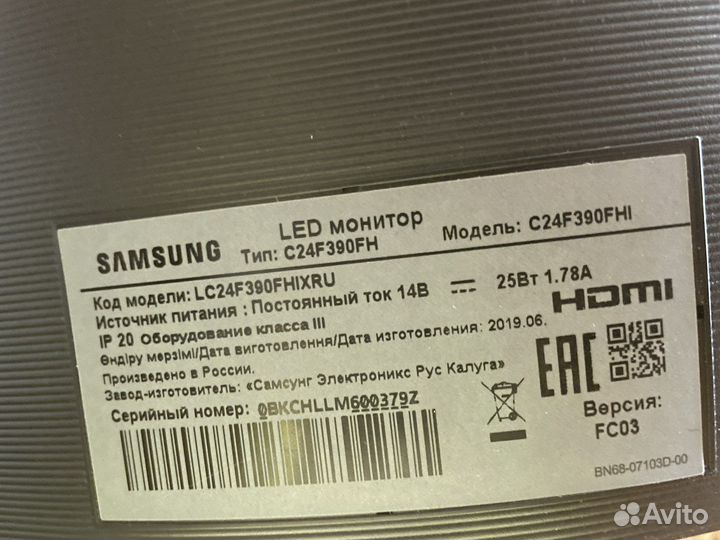 SAMSUNG
LED монитор
Тип: C24F390FH
Модель: C24F390FHI
Код модели: LC24F390FHIXRU
Источник питания : Постоянный ток 14В
25Вт 1.78А
IP 20 Оборудование класса III
HDMI
Өндіру мерзімі/Дата выготовления/Дата изготовления: 2019.06.
Произведено в России.
Завод-изготовитель: «Самсунг Электроникс Рус Калуга»
Серийный номер: 0BKCHLLM600379Z
EAC
Версия:
FC03
BN68-07103D-00
Avito